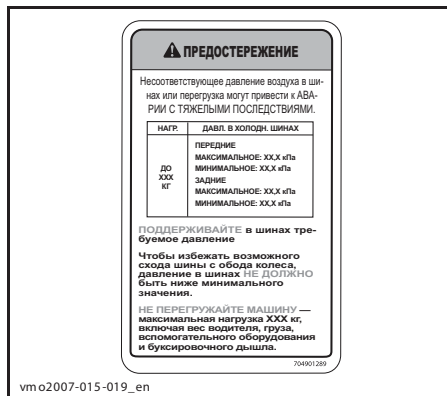 ПРЕДОСТЕРЕЖЕНИЕ
Несоответствующее давление воздуха в ши-
нах или перегрузка могут привести к АВА-
РИИ С ТЯЖЕЛЫМИ ПОСЛЕДСТВИЯМИ.
НАГР. ДАВЛ. В ХОЛОДН. ШИНАХ
ДО
XXX
КГ
ПЕРЕДНИЕ
МАКСИМАЛЬНОЕ: XX,X кПа
МИНИМАЛЬНОЕ: XX,X кПа
ЗАДНИЕ
МАКСИМАЛЬНОЕ: XX,X кПа
МИНИМАЛЬНОЕ: XX,X кПа
ПОДДЕРЖИВАЙТЕ в шинах тре-
буемое давление
Чтобы избежать возможного
схода шины с обода колеса,
давление в шинах НЕ ДОЛЖНО
быть ниже минимального
значения.
НЕ ПЕРЕГРУЖАЙТЕ МАШИНУ —
максимальная нагрузка XXX кг,
включая вес водителя, груза,
вспомогательного оборудования
и буксировочного дышла.
704901289
vmo2007-015-019_en